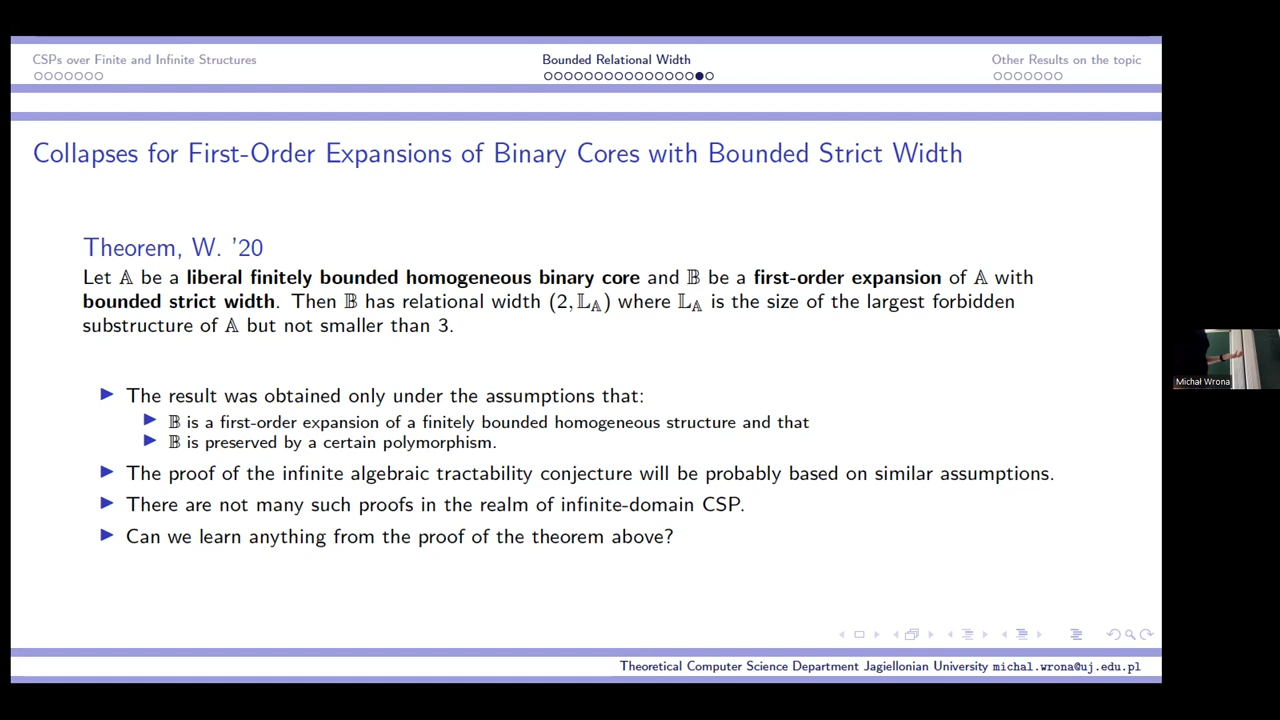 CSPs over Finite and Infinite Structures
Bounded Relational Width
Other Results on the topic
Collapses for First-Order Expansions of Binary Cores with Bounded Strict Width
Theorem, W. '20
Let 𝔸 be a liberal finitely bounded homogeneous binary core and 𝔹 be a first-order expansion of 𝔸 with
bounded strict width. Then 𝔹 has relational width (2, 𝕃𝔸) where 𝕃𝔸 is the size of the largest forbidden
substructure of 𝔸 but not smaller than 3.
The result was obtained only under the assumptions that:
𝔹 is a first-order expansion of a finitely bounded homogeneous structure and that
𝔹 is preserved by a certain polymorphism.
The proof of the infinite algebraic tractability conjecture will be probably based on similar assumptions.
There are not many such proofs in the realm of infinite-domain CSP.
Can we learn anything from the proof of the theorem above?
Theoretical Computer Science Department Jagiellonian University michal.wrona@uj.edu.pl
Michał Wrona